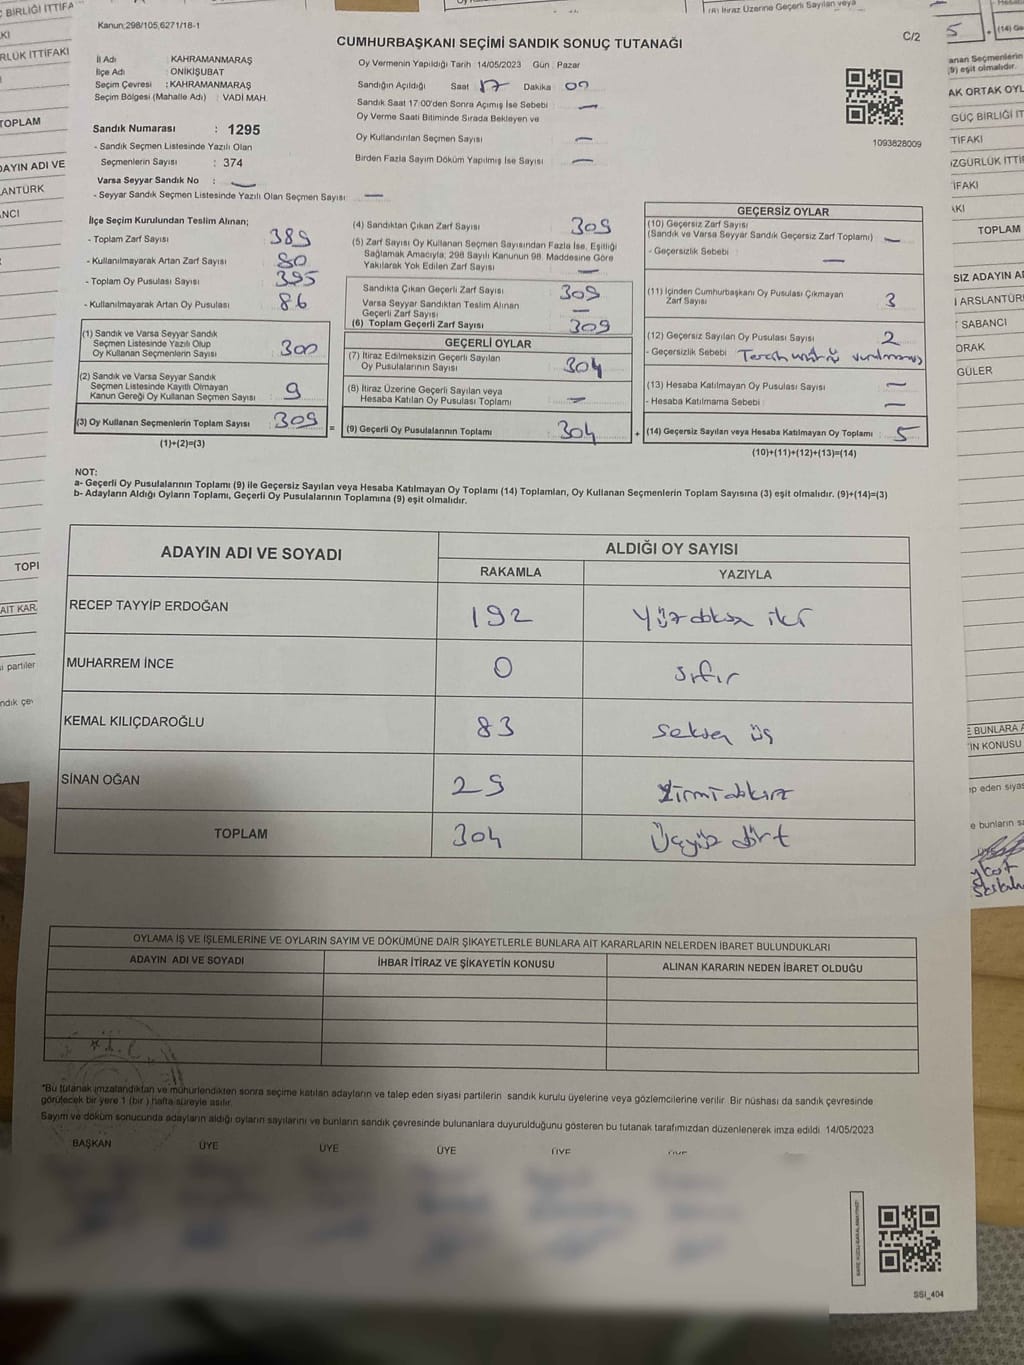 Kanun;298/105,6271/18-1
C/2
CUMHURBAŞKANI SEÇİMİ SANDIK SONUÇ TUTANAĞI
İl Adı : KAHRAMANMARAŞ
İlçe Adı : ONİKİŞUBAT
Seçim Çevresi : KAHRAMANMARAŞ
Seçim Bölgesi (Mahalle Adı) : VADİ MAH.
Sandık Numarası : 1295
- Sandık Seçmen Listesinde Yazılı Olan
Seçmenlerin Sayısı : 374
Varsa Seyyar Sandık No : —
- Seyyar Sandık Seçmen Listesinde Yazılı Olan Seçmen Sayısı: —
Oy Vermenin Yapıldığı Tarih : 14/05/2023 Gün : Pazar
Sandığın Açıldığı Saat 17 Dakika 00
Sandık Saat 17:00'den Sonra Açımış İse Sebebi —
Oy Verme Saati Bitiminde Sırada Bekleyen ve
Oy Kullandırılan Seçmen Sayısı —
Birden Fazla Sayım Döküm Yapılmış İse Sayısı —
1093828009
İlçe Seçim Kurulundan Teslim Alınan;
- Toplam Zarf Sayısı 389
- Kullanılmayarak Artan Zarf Sayısı 80
- Toplam Oy Pusulası Sayısı 395
- Kullanılmayarak Artan Oy Pusulası 86
(1) Sandık ve Varsa Seyyar Sandık
Seçmen Listesinde Yazılı Olup
Oy Kullanan Seçmenlerin Sayısı 300
(2) Sandık ve Varsa Seyyar Sandık
Seçmen Listesinde Kayıtlı Olmayan
Kanun Gereği Oy Kullanan Seçmen Sayısı 9
(3) Oy Kullanan Seçmenlerin Toplam Sayısı 309
(1)+(2)=(3)
(4) Sandıktan Çıkan Zarf Sayısı 309
(5) Zarf Sayısı Oy Kullanan Seçmen Sayısından Fazla İse, Eşitliği
Sağlamak Amacıyla; 298 Sayılı Kanunun 98. Maddesine Göre
Yakılarak Yok Edilen Zarf Sayısı —
Sandıkta Çıkan Geçerli Zarf Sayısı 309
Varsa Seyyar Sandıktan Teslim Alınan
Geçerli Zarf Sayısı —
(6) Toplam Geçerli Zarf Sayısı 309
GEÇERLİ OYLAR
(7) İtiraz Edilmeksizin Geçerli Sayılan
Oy Pusulalarının Sayısı 304
(8) İtiraz Üzerine Geçerli Sayılan veya
Hesaba Katılan Oy Pusulası Toplamı —
= (9) Geçerli Oy Pusulalarının Toplamı 304
GEÇERSİZ OYLAR
(10) Geçersiz Zarf Sayısı
(Sandık ve Varsa Seyyar Sandık Geçersiz Zarf Toplamı) —
- Geçersizlik Sebebi : —
(11) İçinden Cumhurbaşkanı Oy Pusulası Çıkmayan
Zarf Sayısı 3
(12) Geçersiz Sayılan Oy Pusulası Sayısı 2
- Geçersizlik Sebebi : Tercih mührü vurulmamış
(13) Hesaba Katılmayan Oy Pusulası Sayısı —
- Hesaba Katılmama Sebebi : —
+ (14) Geçersiz Sayılan veya Hesaba Katılmayan Oy Toplamı : 5
(10)+(11)+(12)+(13)=(14)
NOT:
a- Geçerli Oy Pusulalarının Toplamı (9) ile Geçersiz Sayılan veya Hesaba Katılmayan Oy Toplamı (14) Toplamları, Oy Kullanan Seçmenlerin Toplam Sayısına (3) eşit olmalıdır. (9)+(14)=(3)
b- Adayların Aldığı Oyların Toplamı, Geçerli Oy Pusulalarının Toplamına (9) eşit olmalıdır.
ADAYIN ADI VE SOYADI ALDIĞI OY SAYISI
RAKAMLA YAZIYLA
RECEP TAYYİP ERDOĞAN 192 Yüz doksan iki
MUHARREM İNCE 0 Sıfır
KEMAL KILIÇDAROĞLU 83 Seksen üç
SİNAN OĞAN 29 Yirmi dokuz
TOPLAM 304 Üçyüz dört
OYLAMA İŞ VE İŞLEMLERİNE VE OYLARIN SAYIM VE DÖKÜMÜNE DAİR ŞİKAYETLERLE BUNLARA AİT KARARLARIN NELERDEN İBARET BULUNDUKLARI
ADAYIN ADI VE SOYADI İHBAR İTİRAZ VE ŞİKAYETİN KONUSU ALINAN KARARIN NEDEN İBARET OLDUĞU
"Bu tutanak imzalandıktan ve mühürlendikten sonra seçime katılan adayların ve talep eden siyasi partilerin sandık kurulu üyelerine veya gözlemcilerine verilir. Bir nüshası da sandık çevresinde
görülecek bir yere 1 (bir ) hafta süreyle asılır.
Sayım ve döküm sonucunda adayların aldığı oyların sayılarını ve bunların sandık çevresinde bulunanlara duyurulduğunu gösteren bu tutanak tarafımızdan düzenlenerek imza edildi. 14/05/2023
BAŞKAN ÜYE ÜYE ÜYE ÜYE ÜYE
SSI_404